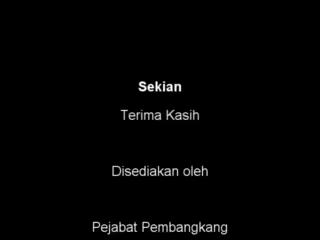 Sekian
Terima Kasih
Disediakan oleh
Pejabat Pembangkang